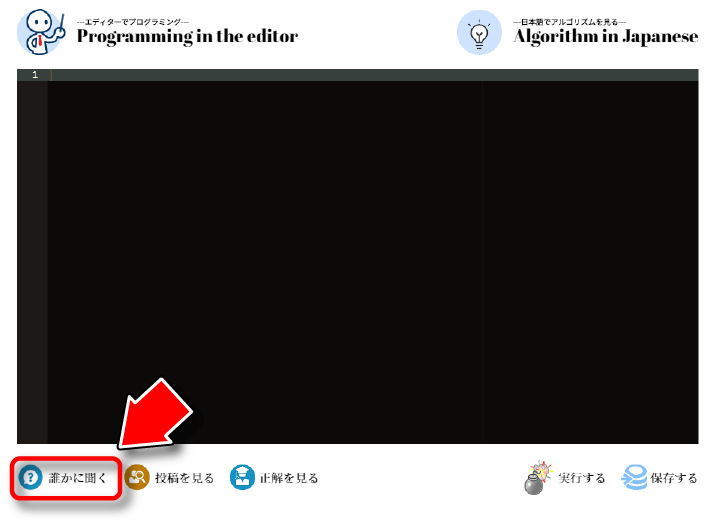 ---エディターでプログラミング---
Programming in the editor
---日本語でアルゴリズムを見る---
Algorithm in Japanese
1
誰かに聞く
投稿を見る
正解を見る
実行する
保存する